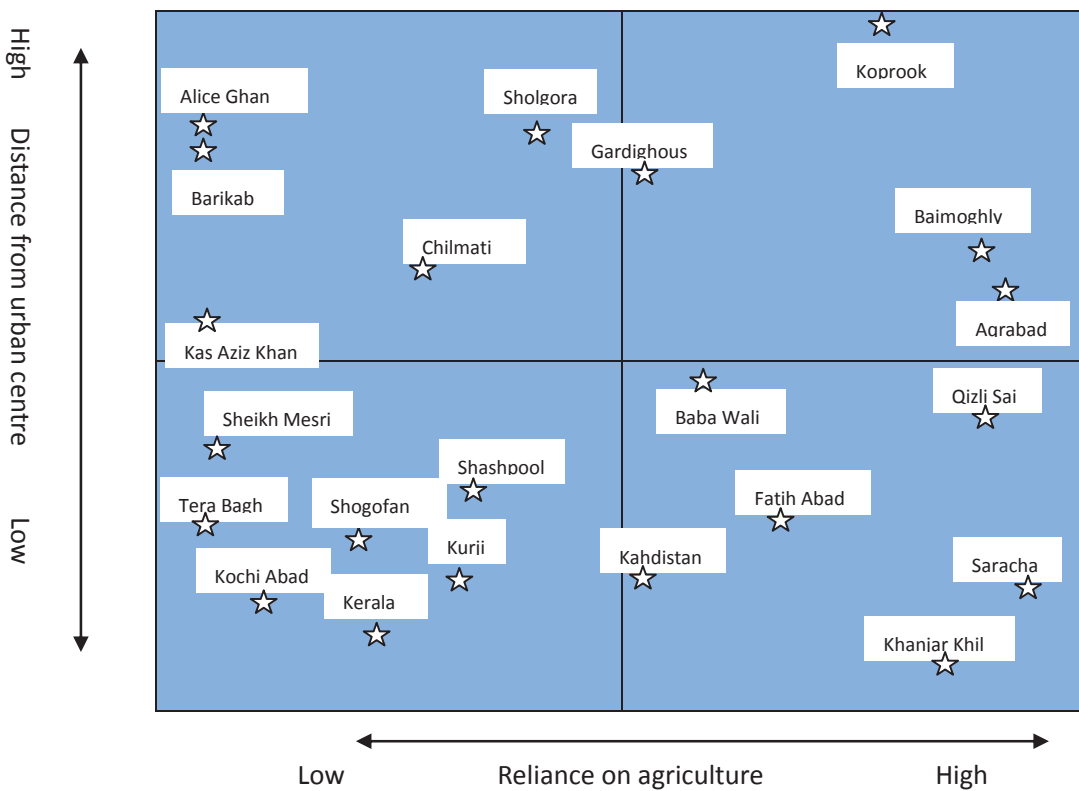 High
Distance from urban centre
Low
Koprook
Alice Ghan
Sholgora
Gardighous
Barikab
Baimoghly
Chilmati
Agrabad
Kas Aziz Khan
Qizli Sai
Sheikh Mesri
Baba Wali
Shashpool
Tera Bagh
Shogofan
Fatih Abad
Kurji
Kahdistan
Saracha
Kochi Abad
Kerala
Khanjar Khil
Low
Reliance on agriculture
High